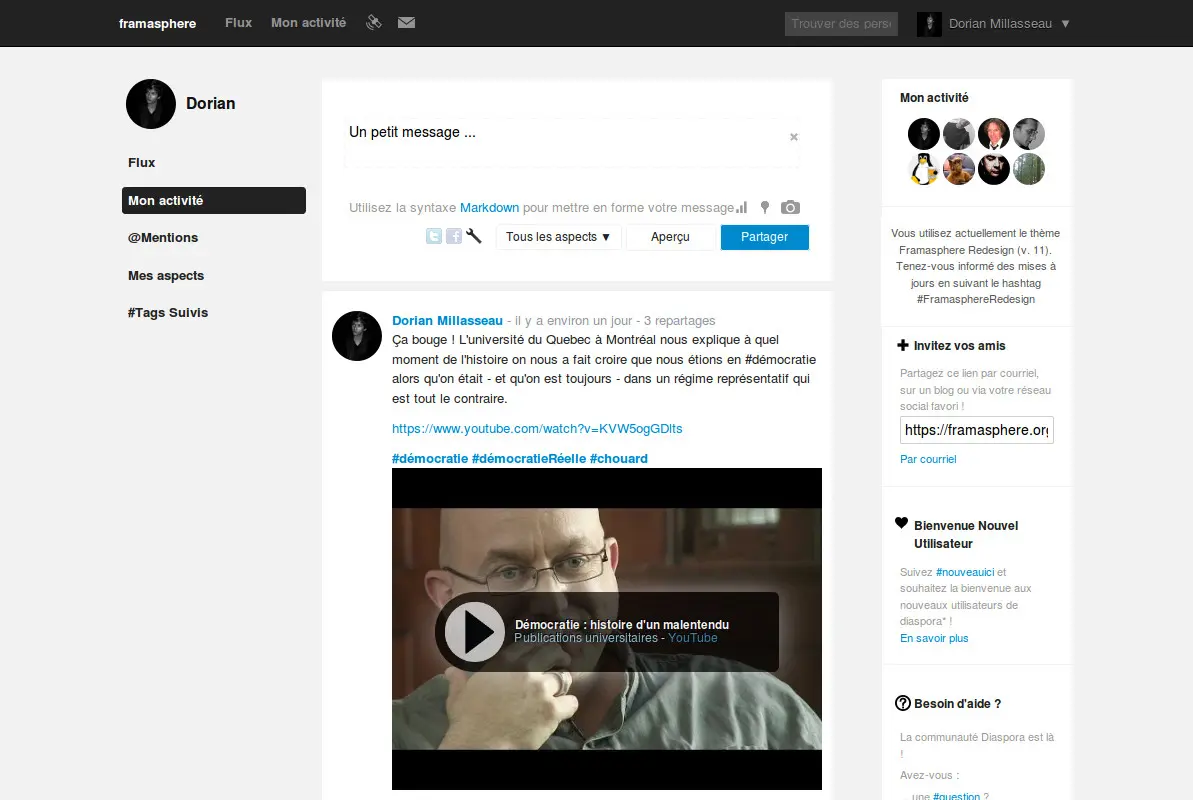 framasphere Flux Mon activité Dorian Millasseau ▼
Trouver des pers
Dorian
Flux
Mon activité
@Mentions
Mes aspects
#Tags Suivis
Un petit message ...
Utilisez la syntaxe Markdown pour mettre en forme votre message
Tous les aspects ▼ Aperçu Partager
Dorian Millasseau - il y a environ un jour - 3 repartages
Ça bouge ! L'université du Quebec à Montréal nous explique à quel
moment de l'histoire on nous a fait croire que nous étions en #démocratie
alors qu'on était - et qu'on est toujours - dans un régime représentatif qui
est tout le contraire.
https://www.youtube.com/watch?v=KVW5ogGDlts
#démocratie #démocratieRéelle #chouard
Démocratie : histoire d'un malentendu
Publications universitaires - YouTube
Mon activité
Vous utilisez actuellement le thème
Framasphere Redesign (v. 11).
Tenez-vous informé des mises à
jours en suivant le hashtag
#FramasphereRedesign
Invitez vos amis
Partagez ce lien par courriel,
sur un blog ou via votre réseau
social favori !
https://framasphere.org
Par courriel
Bienvenue Nouvel
Utilisateur
Suivez #nouveauici et
souhaitez la bienvenue aux
nouveaux utilisateurs de
diaspora* !
En savoir plus
Besoin d'aide ?
La communauté Diaspora est là
!
Avez-vous :
... une #question ?